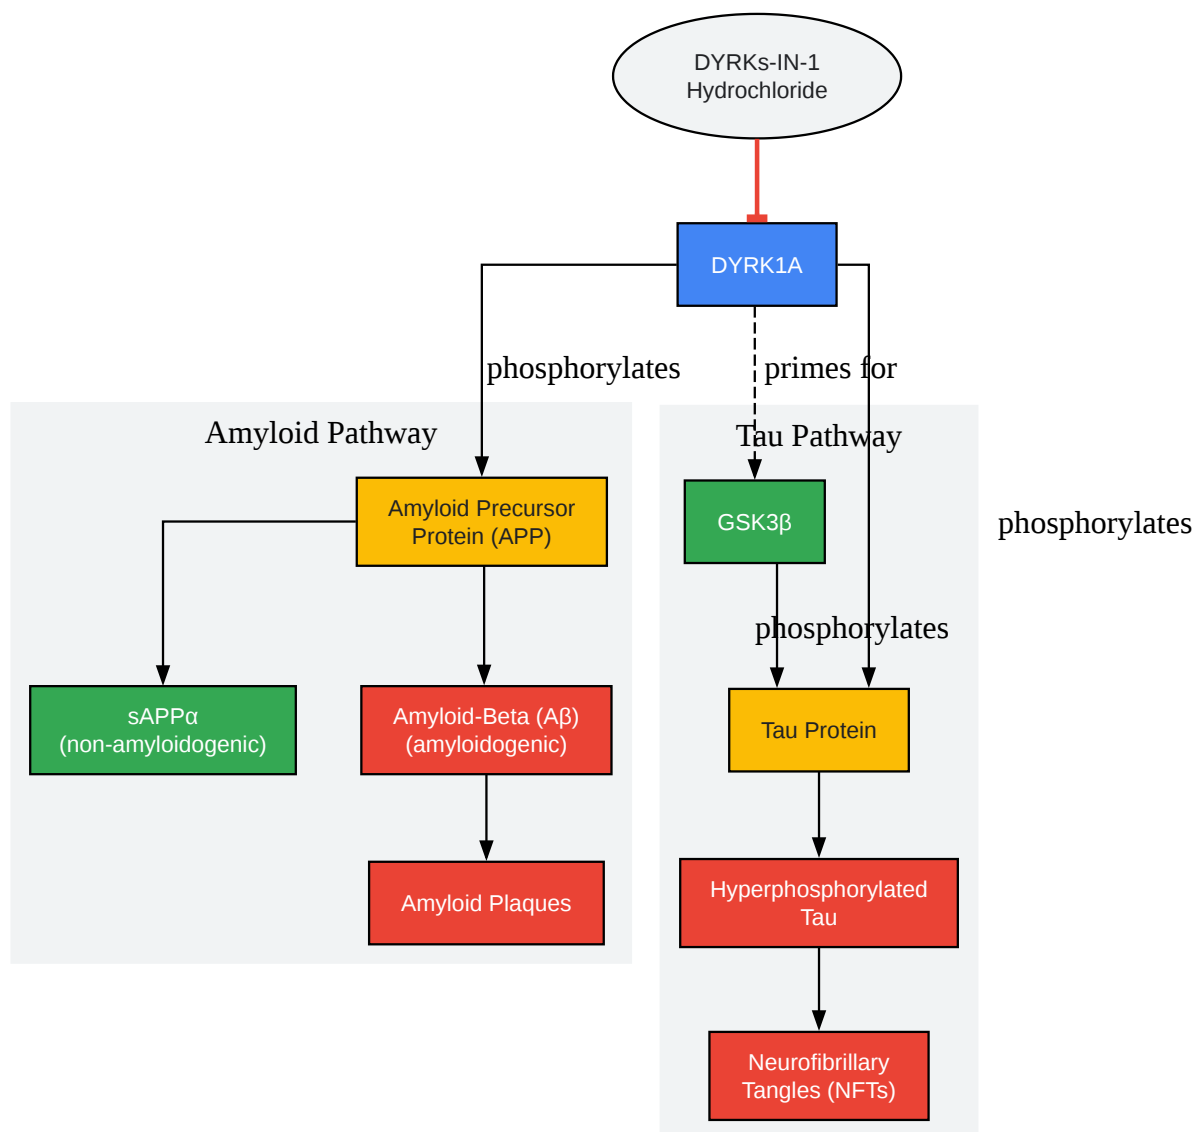 DYRKs-IN-1
Hydrochloride
DYRK1A
phosphorylates
primes for
Amyloid Pathway
Tau Pathway
Amyloid Precursor
Protein (APP)
GSK3β
phosphorylates
phosphorylates
sAPPα
(non-amyloidogenic)
Amyloid-Beta (Aβ)
(amyloidogenic)
Tau Protein
Amyloid Plaques
Hyperphosphorylated
Tau
Neurofibrillary
Tangles (NFTs)